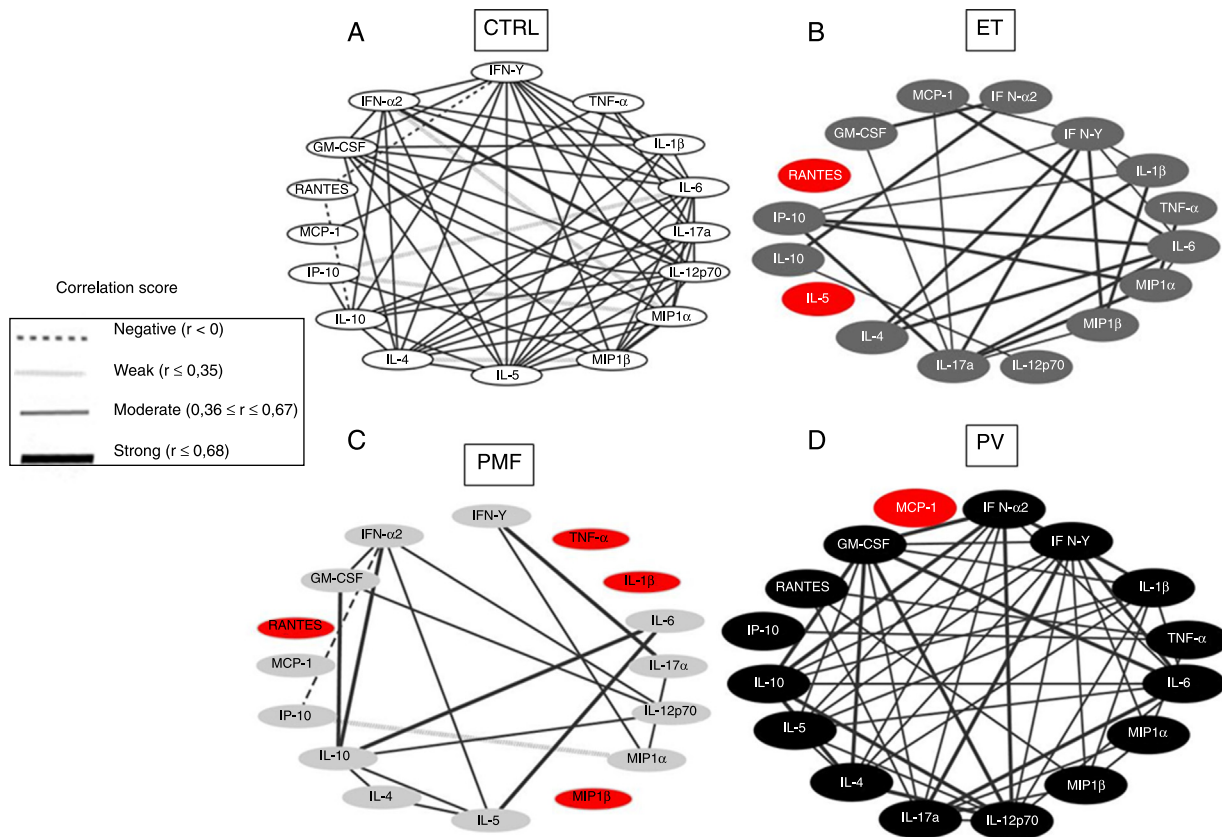 A
CTRL
IFN-Y
IFN-α2
TNF-α
GM-CSF
IL-1β
RANTES
IL-6
MCP-1
IL-17a
IP-10
IL-12p70
IL-10
MIP1α
IL-4
MIP1β
IL-5
B
ET
MCP-1
IF N-α2
GM-CSF
IF N-Y
RANTES
IL-1β
IP-10
TNF-α
IL-10
IL-6
IL-5
MIP1α
IL-4
MIP1β
IL-17a
IL-12p70
Correlation score
Negative (r < 0)
Weak (r ≤ 0,35)
Moderate (0,36 ≤ r ≤ 0,67)
Strong (r ≤ 0,68)
C
PMF
IFN-Y
IFN-α2
TNF-α
GM-CSF
IL-1β
RANTES
IL-6
MCP-1
IL-17α
IP-10
IL-12p70
IL-10
MIP1α
IL-4
MIP1β
IL-5
D
PV
MCP-1
IF N-α2
GM-CSF
IF N-Y
RANTES
IL-1β
IP-10
TNF-α
IL-10
IL-6
IL-5
MIP1α
IL-4
MIP1β
IL-17a
IL-12p70